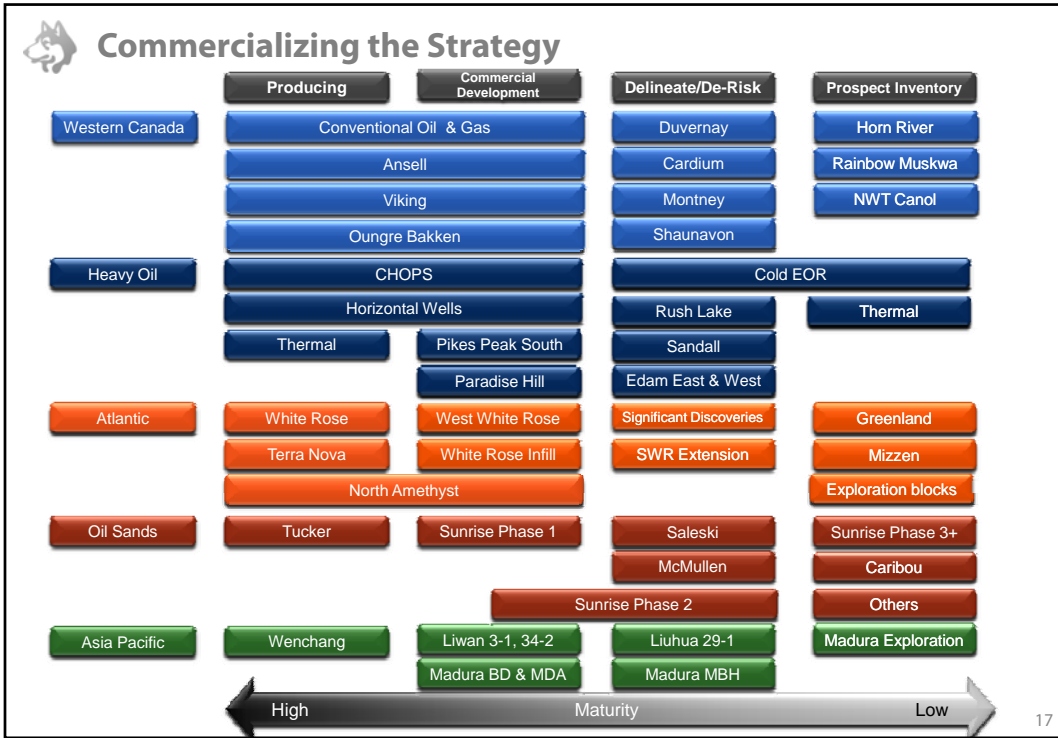 Commercializing the Strategy
Producing
Commercial
Development
Delineate/De-Risk
Prospect Inventory
Western Canada
Conventional Oil & Gas
Duvernay
Horn River
Ansell
Cardium
Rainbow Muskwa
Viking
Montney
NWT Canol
Oungre Bakken
Shaunavon
Heavy Oil
CHOPS
Cold EOR
Horizontal Wells
Rush Lake
Thermal
Thermal
Pikes Peak South
Sandall
Paradise Hill
Edam East & West
Atlantic
White Rose
West White Rose
Significant Discoveries
Greenland
Terra Nova
White Rose Infill
SWR Extension
Mizzen
North Amethyst
Exploration blocks
Oil Sands
Tucker
Sunrise Phase 1
Saleski
Sunrise Phase 3+
McMullen
Caribou
Sunrise Phase 2
Others
Asia Pacific
Wenchang
Liwan 3-1, 34-2
Liuhua 29-1
Madura Exploration
Madura BD & MDA
Madura MBH
High
Maturity
Low
17